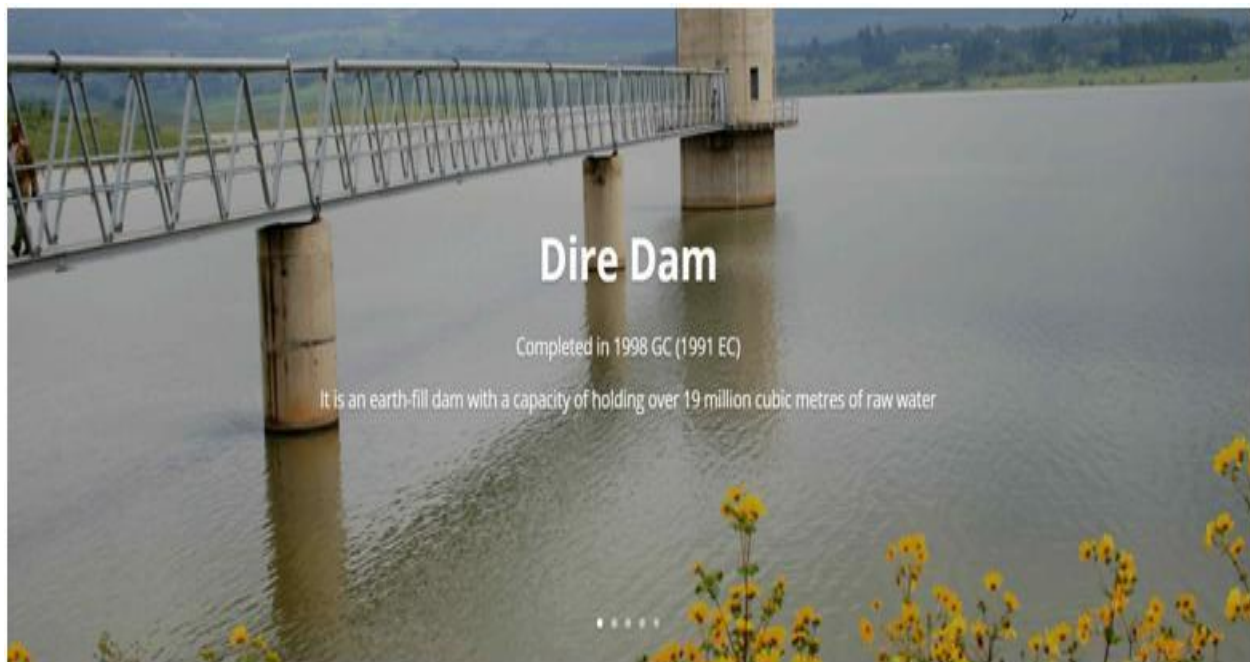 Dire Dam
Completed in 1998 GC (1991 EC)
It is an earth-fill dam with a capacity of holding over 19 million cubic metres of raw water